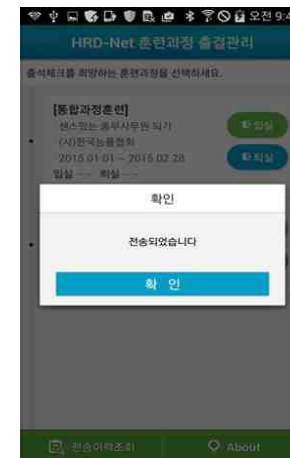 오전 9:4
HRD-Net 훈련과정 출결관리
출석체크를 희망하는 훈련과정을 선택하세요.
[통합과정훈련]
센스있는 총무사무원 되기
입실
(사)한국능률협회
2015.01.01 ~ 2015.02.28
퇴실
입실 --- 퇴실 ---
확인
전송되었습니다
확 인
전송이력조회
About